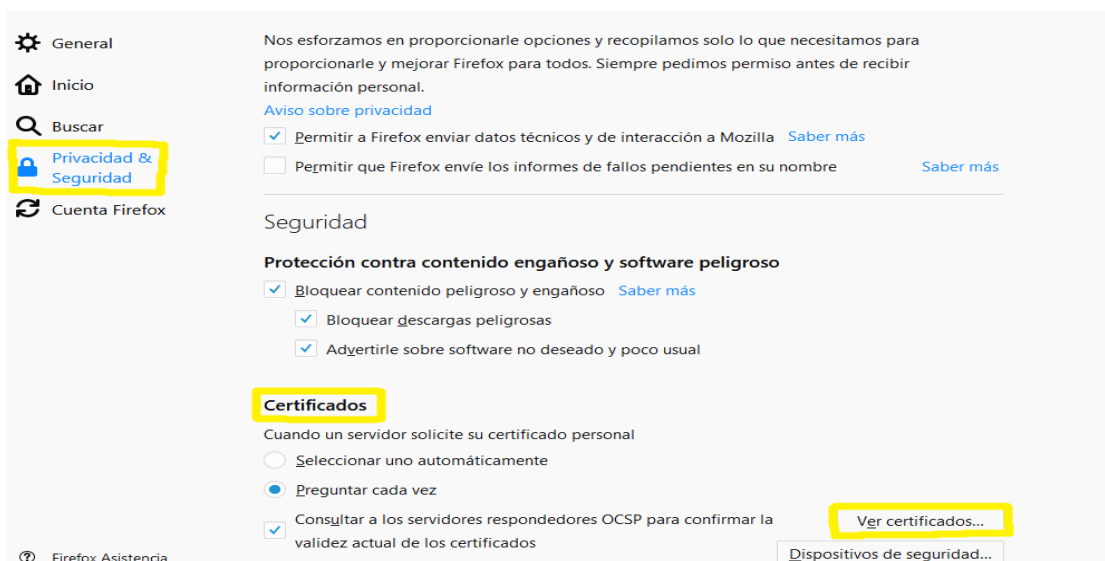 General
Inicio
Buscar
Privacidad &
Seguridad
Cuenta Firefox
Firefox Asistencia
Nos esforzamos en proporcionarle opciones y recopilamos solo lo que necesitamos para
proporcionarle y mejorar Firefox para todos. Siempre pedimos permiso antes de recibir
información personal.
Aviso sobre privacidad
Permitir a Firefox enviar datos técnicos y de interacción a Mozilla Saber más
Permitir que Firefox envíe los informes de fallos pendientes en su nombre Saber más
Seguridad
Protección contra contenido engañoso y software peligroso
Bloquear contenido peligroso y engañoso Saber más
Bloquear descargas peligrosas
Advertirle sobre software no deseado y poco usual
Certificados
Cuando un servidor solicite su certificado personal
Seleccionar uno automáticamente
Preguntar cada vez
Consultar a los servidores respondedores OCSP para confirmar la
validez actual de los certificados
Ver certificados...
Dispositivos de seguridad...